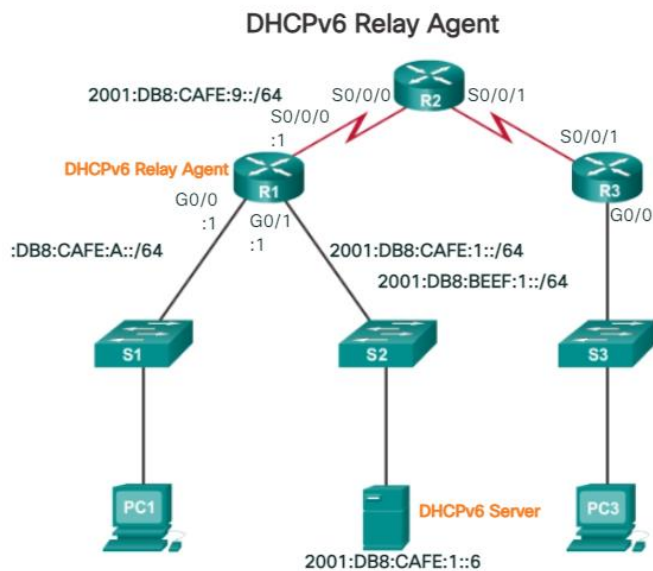 DHCPv6 Relay Agent
2001:DB8:CAFE:9::/64
S0/0/0
S0/0/1
R2
S0/0/0
:1
S0/0/1
DHCPv6 Relay Agent
R1
R3
G0/0
:1
G0/1
:1
G0/0
:DB8:CAFE:A::/64
2001:DB8:CAFE:1::/64
2001:DB8:BEEF:1::/64
S1
S2
S3
PC1
DHCPv6 Server
PC3
2001:DB8:CAFE:1::6